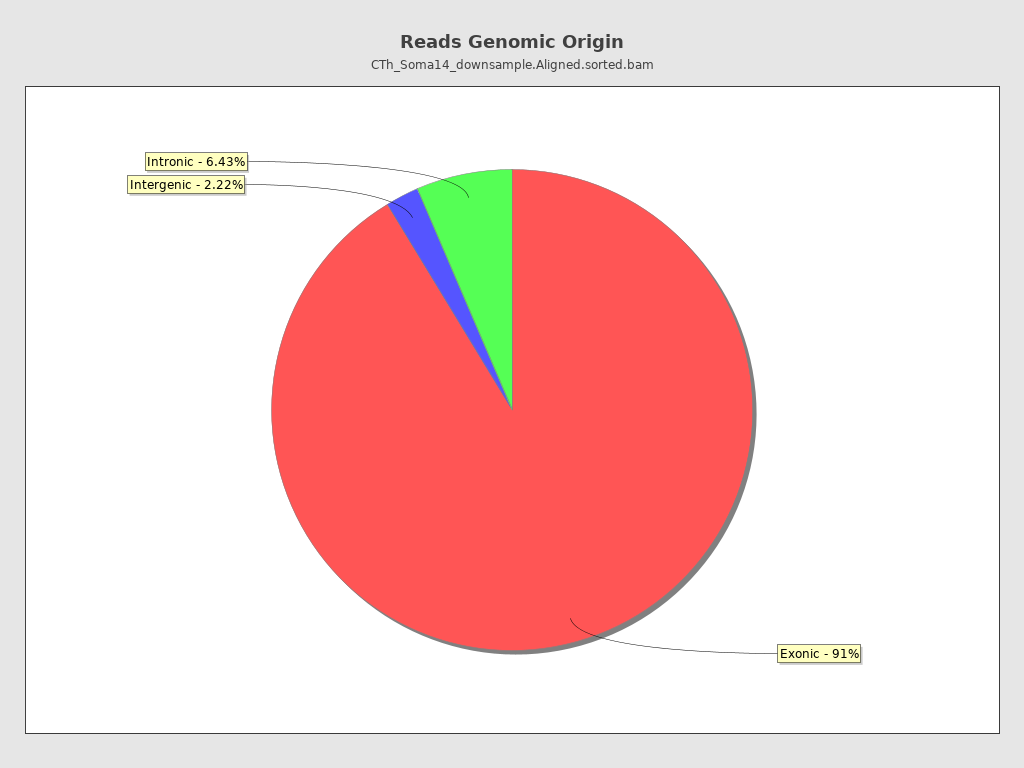 Reads Genomic Origin
CTh_Soma14_downsample.Aligned.sorted.bam
Intronic - 6.43%
Intergenic - 2.22%
Exonic - 91%